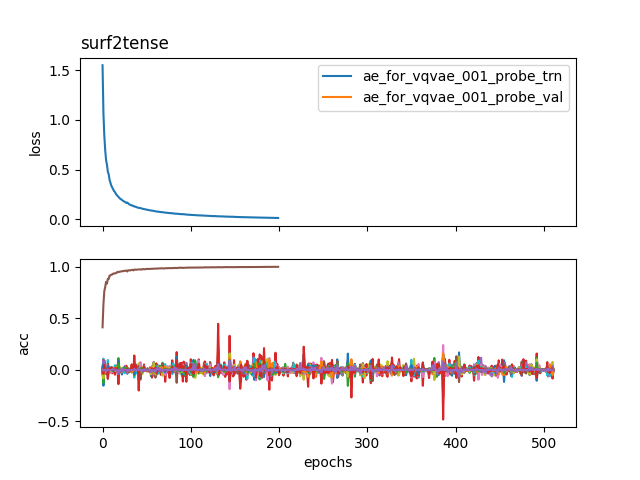 surf2tense
1.5
1.0
0.5
0.0
loss
ae_for_vqvae_001_probe_trn
ae_for_vqvae_001_probe_val
1.0
0.5
0.0
−0.5
acc
0 100 200 300 400 500
epochs